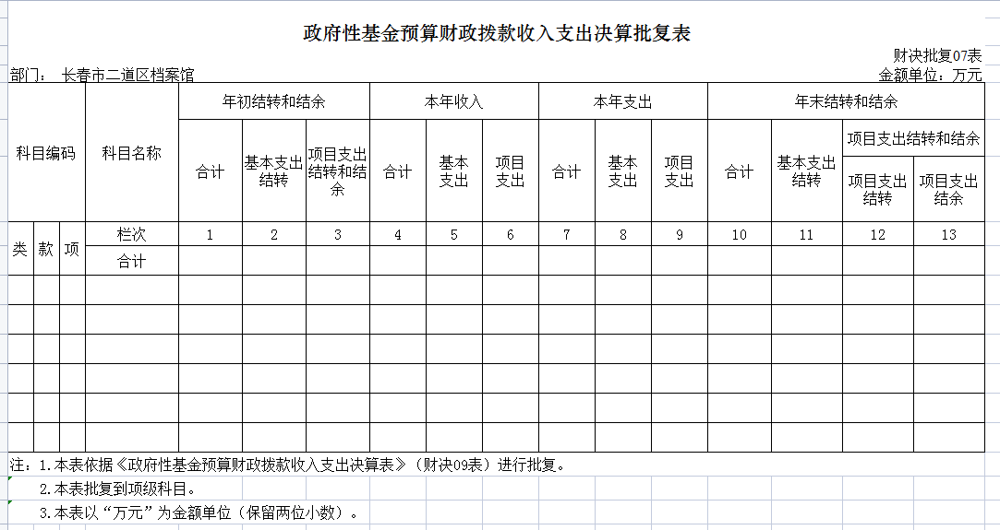 政府性基金预算财政拨款收入支出决算批复表
财决批复07表
部门： 长春市二道区档案馆 金额单位：万元
科目编码 科目名称 年初结转和结余 本年收入 本年支出 年末结转和结余
合计 基本支出结转 项目支出结转和结余 合计 基本支出 项目支出 合计 基本支出 项目支出 合计 基本支出结转 项目支出结转和结余
项目支出结转 项目支出结余
类 款 项 栏次 1 2 3 4 5 6 7 8 9 10 11 12 13
合计
注：1.本表依据《政府性基金预算财政拨款收入支出决算表》（财决09表）进行批复。
2.本表批复到项级科目。
3.本表以“万元”为金额单位（保留两位小数）。